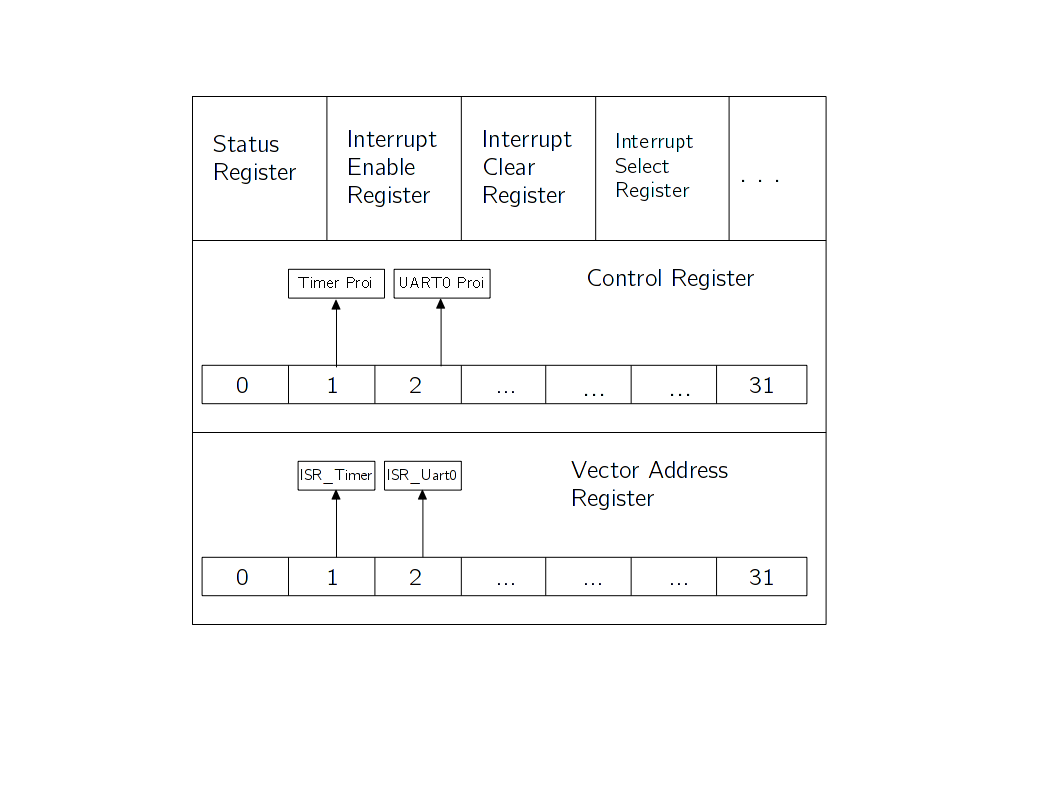 Status
Register
Interrupt
Enable
Register
Interrupt
Clear
Register
Interrupt
Select
Register
. . .
Control Register
Timer Proi
UART0 Proi
0 1 2 ... ... ... 31
Vector Address
Register
ISR_Timer
ISR_Uart0
0 1 2 ... ... ... 31